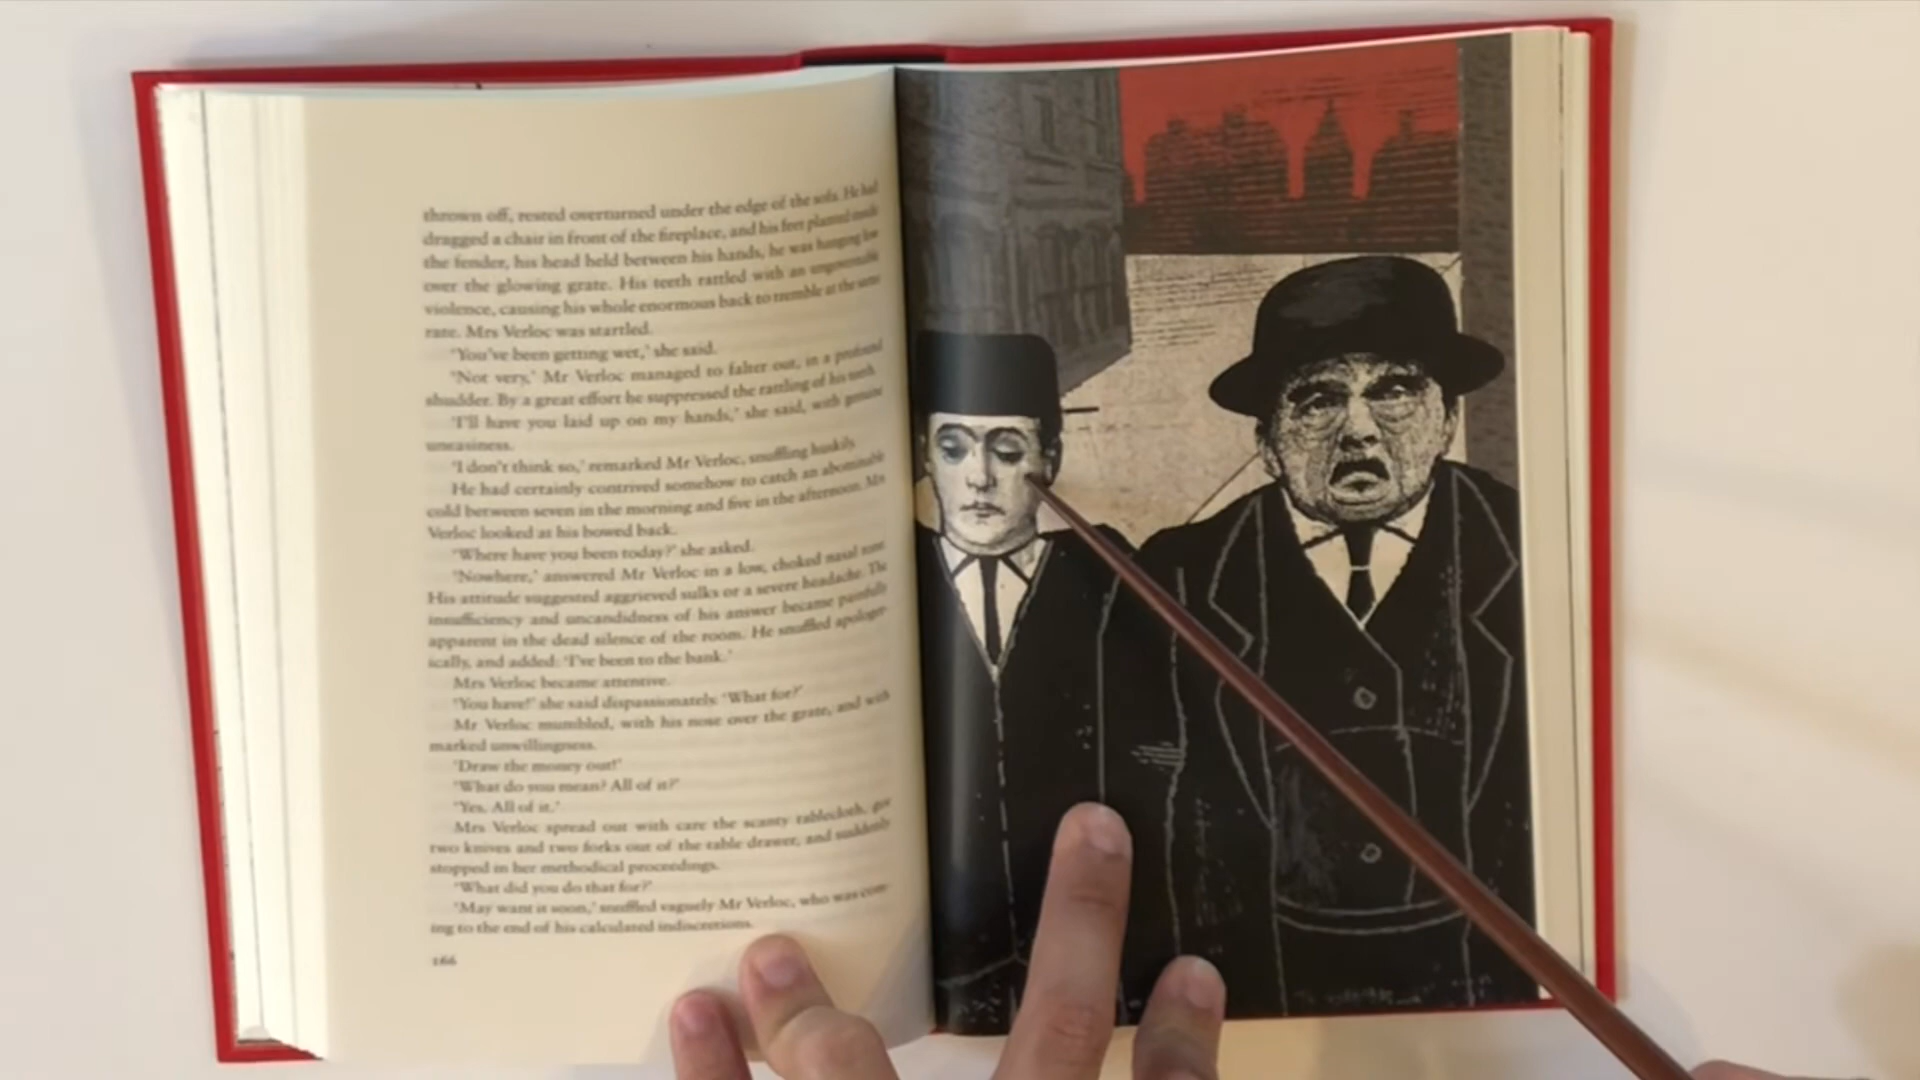 thrown off, rested overturned under the edge of the sofa. He had
dragged a chair in front of the fireplace, and his feet planted inside
the fender, his head held between his hands, he was hanging low
over the glowing grate. His teeth rattled with an ungovernable
violence, causing his whole enormous back to tremble at the same
rate. Mrs Verloc was startled.
'You've been getting wet,' she said.
'Not very,' Mr Verloc managed to falter out, in a profound
shudder. By a great effort he suppressed the rattling of his teeth.
'I'll have you laid up on my hands,' she said, with genuine
uneasiness.
'I don't think so,' remarked Mr Verloc, snuffling huskily.
He had certainly contrived somehow to catch an abominable
cold between seven in the morning and five in the afternoon. Mrs
Verloc looked at his bowed back.
'Where have you been today?' she asked.
'Nowhere,' answered Mr Verloc in a low, choked nasal tone.
His attitude suggested aggrieved sulks or a severe headache. The
insufficiency and uncandidness of his answer became painfully
apparent in the dead silence of the room. He snuffled apologet-
ically, and added: 'I've been to the bank.'
Mrs Verloc became attentive.
'You have!' she said dispassionately. 'What for?'
Mr Verloc mumbled, with his nose over the grate, and with
marked unwillingness.
'Draw the money out!'
'What do you mean? All of it?'
'Yes. All of it.'
Mrs Verloc spread out with care the scanty tablecloth, got
two knives and two forks out of the table drawer, and suddenly
stopped in her methodical proceedings.
'What did you do that for?'
'May want it soon,' snuffled vaguely Mr Verloc, who was com-
ing to the end of his calculated indiscretions.
166